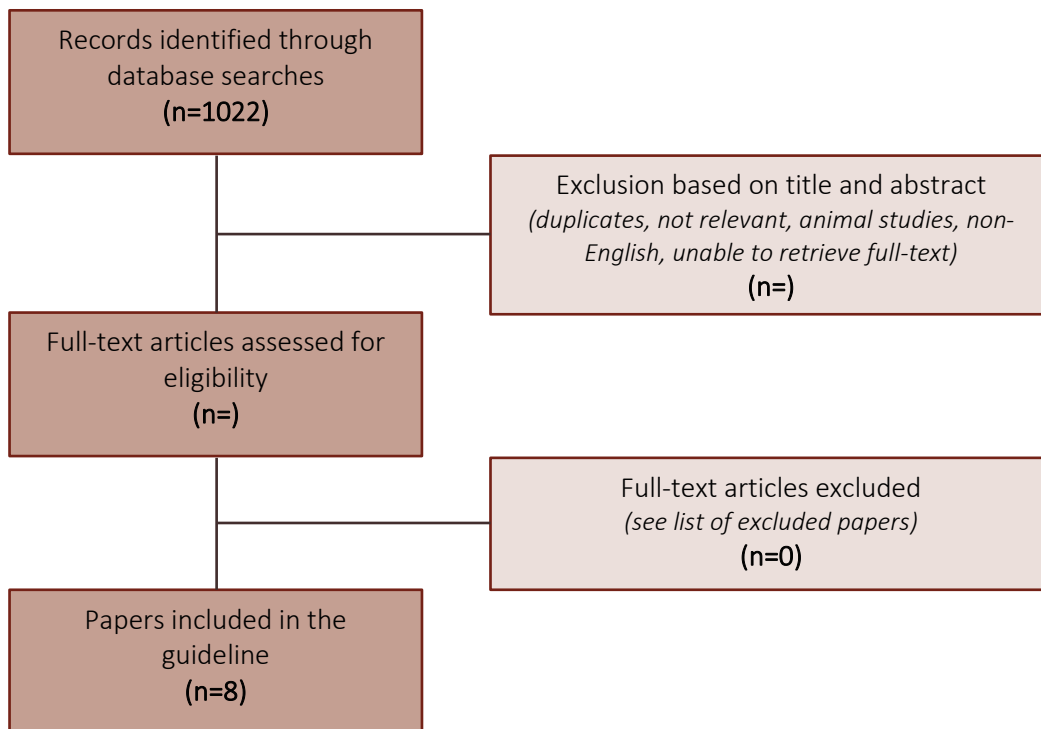 Records identified through
database searches
(n=1022)
Exclusion based on title and abstract
(duplicates, not relevant, animal studies, non-
English, unable to retrieve full-text)
(n=)
Full-text articles assessed for
eligibility
(n=)
Full-text articles excluded
(see list of excluded papers)
(n=0)
Papers included in the
guideline
(n=8)